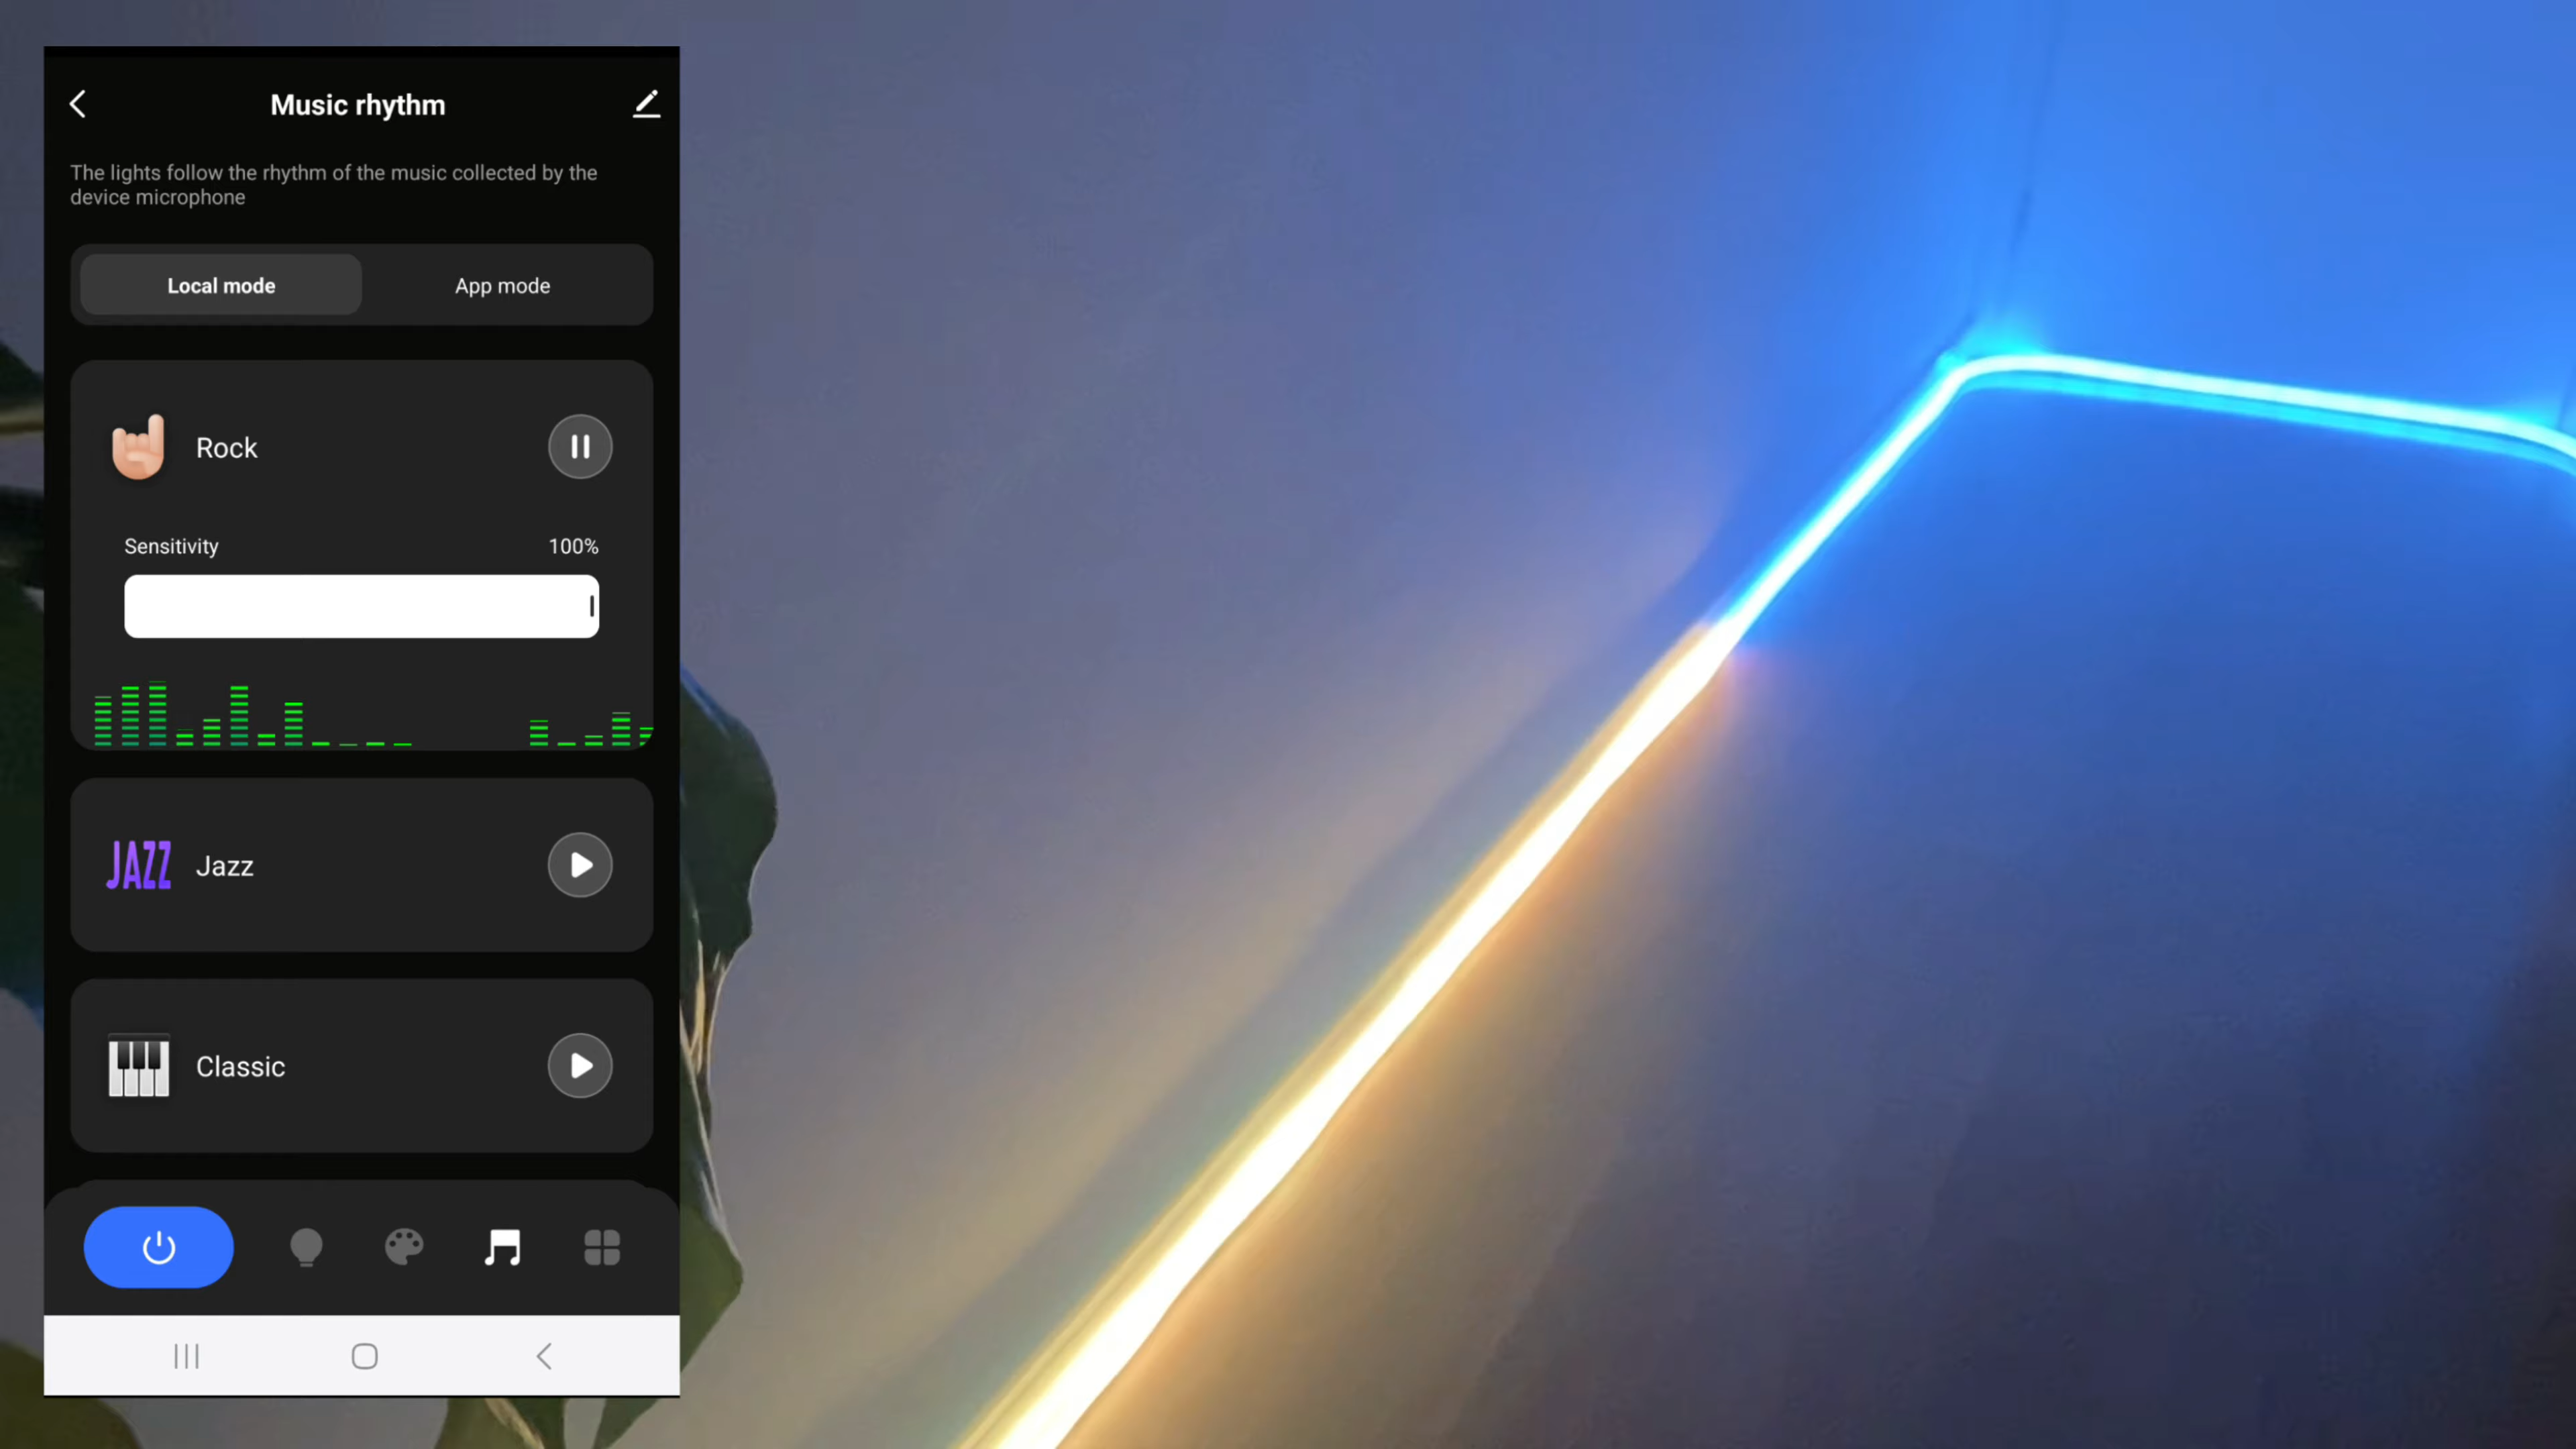 Music rhythm
The lights follow the rhythm of the music collected by the
device microphone
Local mode
App mode
Rock
Sensitivity
100%
JAZZ
Jazz
Classic